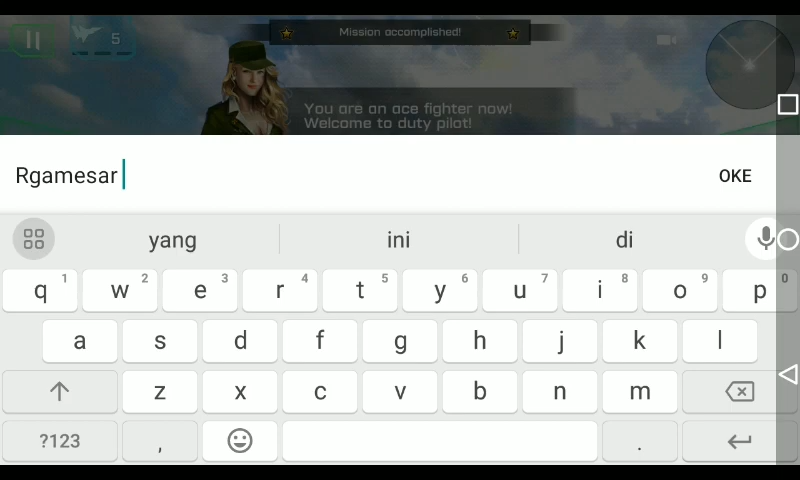 5
Mission accomplished!
You are an ace fighter now!
Welcome to duty pilot!
Rgamesar
OKE
yang ini di
q 1 w 2 e 3 r 4 t 5 y 6 u 7 i 8 o 9 p 0
a s d f g h j k l
z x c v b n m
?123 , .